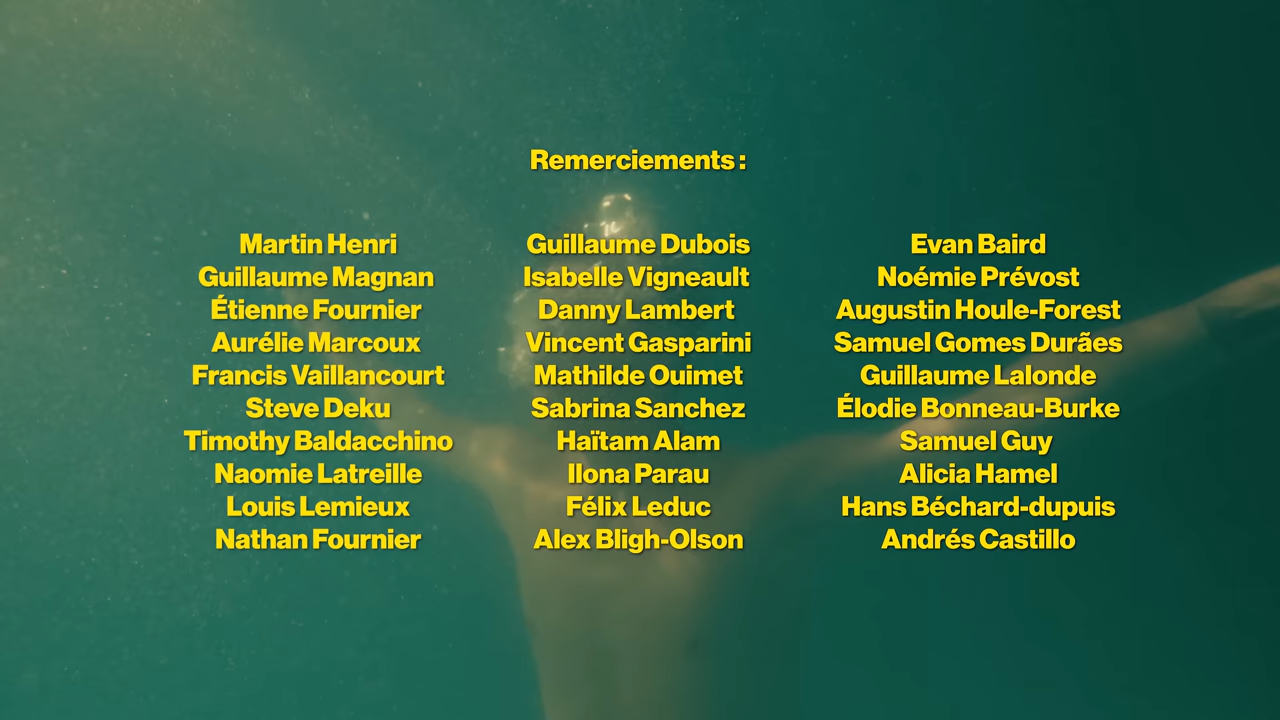 Remerciements :
Martin Henri
Guillaume Magnan
Étienne Fournier
Aurélie Marcoux
Francis Vaillancourt
Steve Deku
Timothy Baldacchino
Naomie Latreille
Louis Lemieux
Nathan Fournier
Guillaume Dubois
Isabelle Vigneault
Danny Lambert
Vincent Gasparini
Mathilde Ouimet
Sabrina Sanchez
Haïtam Alam
Ilona Parau
Félix Leduc
Alex Bligh-Olson
Evan Baird
Noémie Prévost
Augustin Houle-Forest
Samuel Gomes Durães
Guillaume Lalonde
Élodie Bonneau-Burke
Samuel Guy
Alicia Hamel
Hans Béchard-dupuis
Andrés Castillo